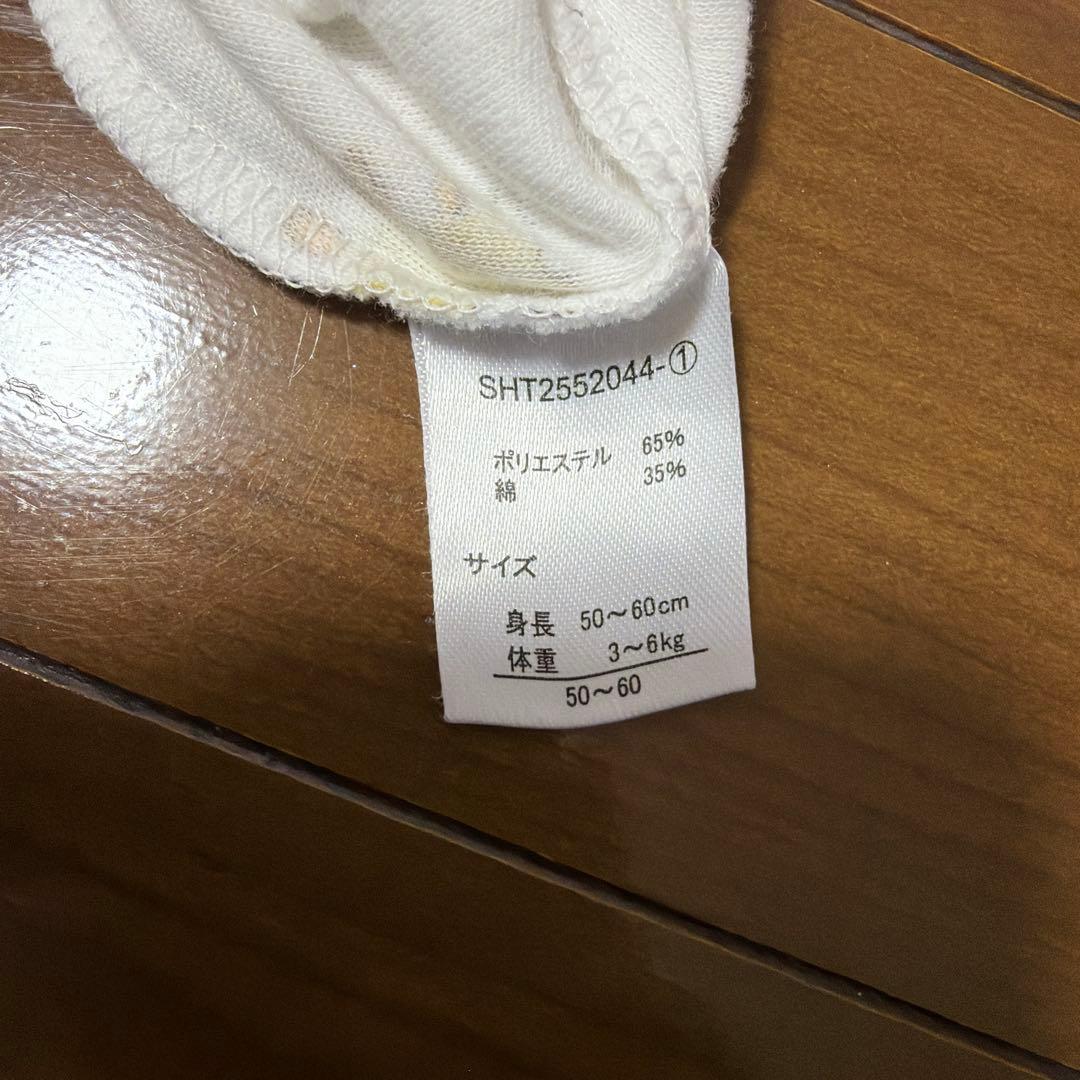 SHT2552044-①
ポリエステル 65%
綿 35%
サイズ
身長 50～60cm
体重 3～6kg
50～60